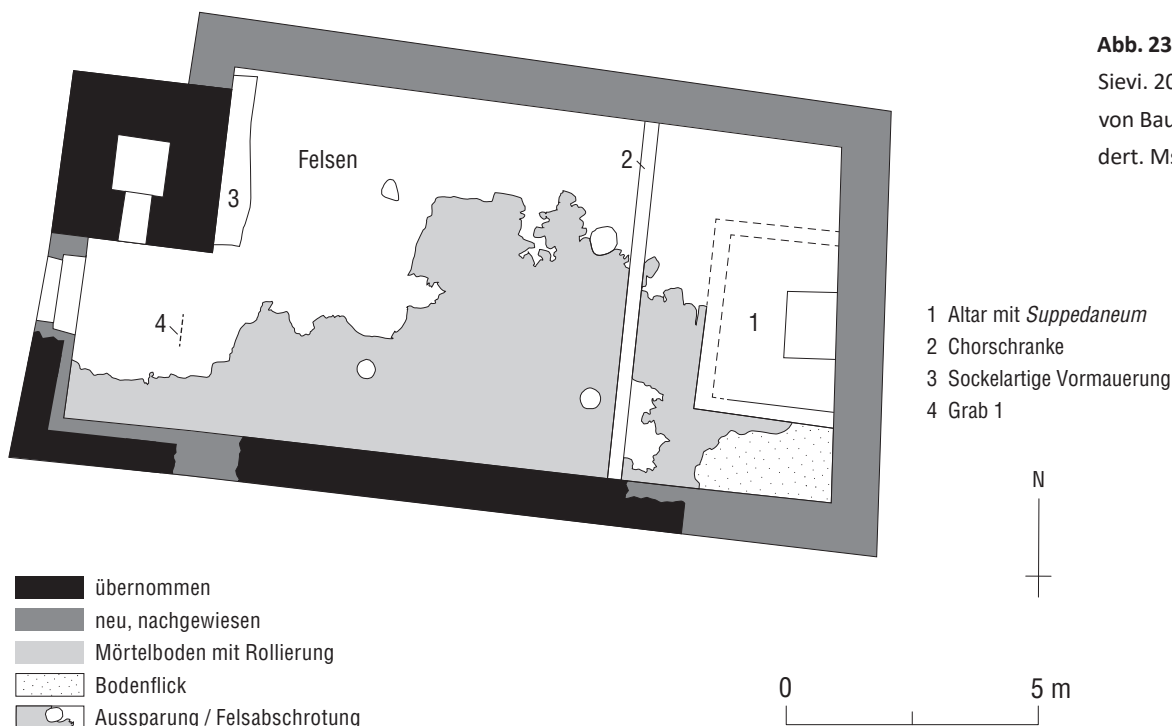 Abb. 23
Sievi. 20
von Bau
dert. Ms
Felsen
2
3
4
1
1 Altar mit Suppedaneum
2 Chorschranke
3 Sockelartige Vormauerung
4 Grab 1
N
übernommen
neu, nachgewiesen
Mörtelboden mit Rollierung
Bodenflick
Aussparung / Felsabschrotung
0 5 m